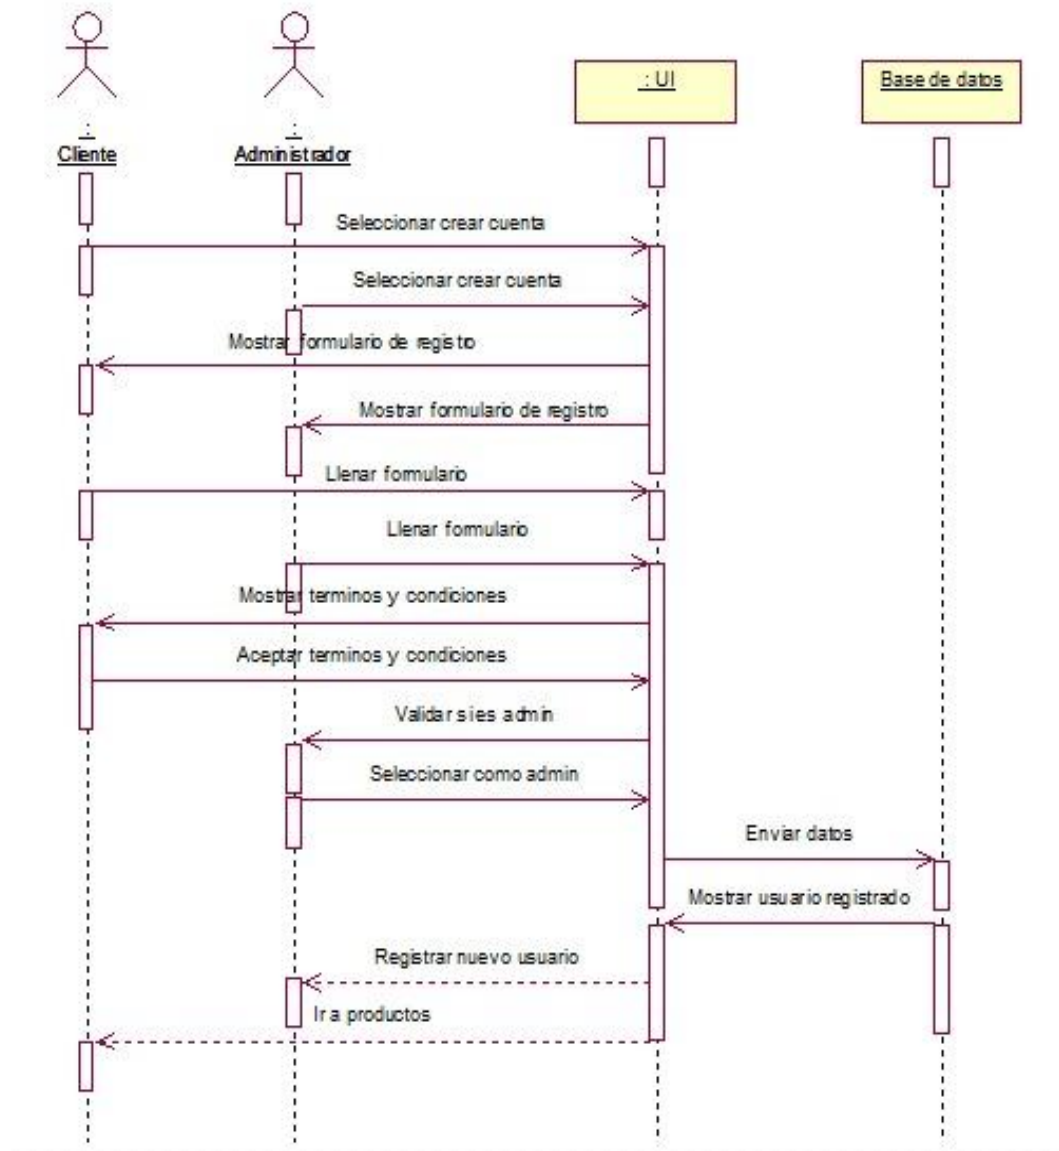 : UI
Base de datos
:
Cliente
:
Administrador
Seleccionar crear cuenta
Seleccionar crear cuenta
Mostrar formulario de registro
Mostrar formulario de registro
Llenar formulario
Llenar formulario
Mostrar terminos y condiciones
Aceptar terminos y condiciones
Validar si es admin
Seleccionar como admin
Enviar datos
Mostrar usuario registrado
Registrar nuevo usuario
Ir a productos